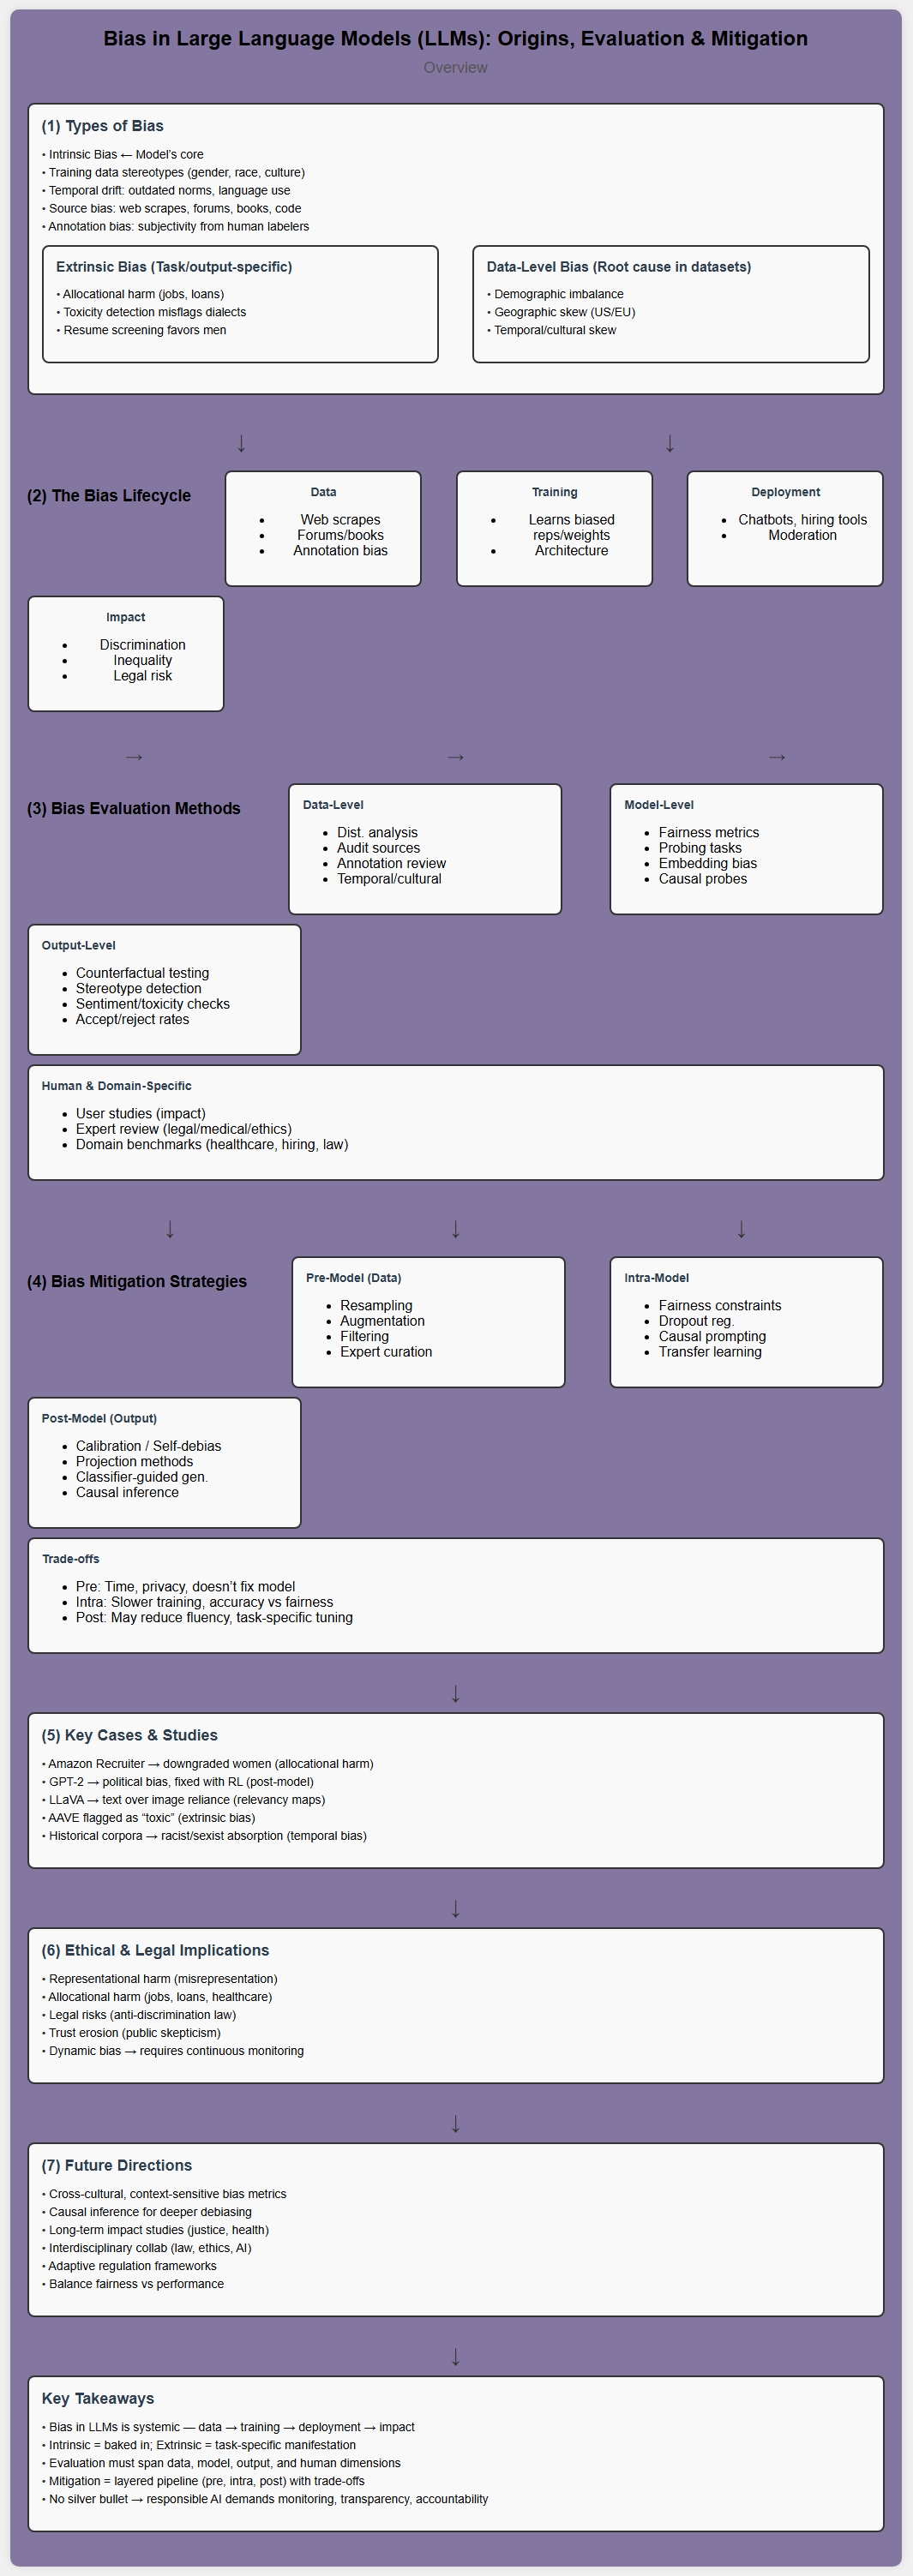 Bias in Large Language Models (LLMs): Origins, Evaluation & Mitigation
Overview
(1) Types of Bias
• Intrinsic Bias ← Model’s core
• Training data stereotypes (gender, race, culture)
• Temporal drift: outdated norms, language use
• Source bias: web scrapes, forums, books, code
• Annotation bias: subjectivity from human labelers
Extrinsic Bias (Task/output-specific)
• Allocational harm (jobs, loans)
• Toxicity detection misflags dialects
• Resume screening favors men
Data-Level Bias (Root cause in datasets)
• Demographic imbalance
• Geographic skew (US/EU)
• Temporal/cultural skew
↓ ↓
(2) The Bias Lifecycle
Data
• Web scrapes
• Forums/books
• Annotation bias
Training
• Learns biased
reps/weights
• Architecture
Deployment
• Chatbots, hiring tools
• Moderation
Impact
• Discrimination
• Inequality
• Legal risk
→ → →
(3) Bias Evaluation Methods
Data-Level
• Dist. analysis
• Audit sources
• Annotation review
• Temporal/cultural
Model-Level
• Fairness metrics
• Probing tasks
• Embedding bias
• Causal probes
Output-Level
• Counterfactual testing
• Stereotype detection
• Sentiment/toxicity checks
• Accept/reject rates
Human & Domain-Specific
• User studies (impact)
• Expert review (legal/medical/ethics)
• Domain benchmarks (healthcare, hiring, law)
↓ ↓ ↓
(4) Bias Mitigation Strategies
Pre-Model (Data)
• Resampling
• Augmentation
• Filtering
• Expert curation
Intra-Model
• Fairness constraints
• Dropout reg.
• Causal prompting
• Transfer learning
Post-Model (Output)
• Calibration / Self-debias
• Projection methods
• Classifier-guided gen.
• Causal inference
Trade-offs
• Pre: Time, privacy, doesn’t fix model
• Intra: Slower training, accuracy vs fairness
• Post: May reduce fluency, task-specific tuning
↓
(5) Key Cases & Studies
• Amazon Recruiter → downgraded women (allocational harm)
• GPT-2 → political bias, fixed with RL (post-model)
• LLaVA → text over image reliance (relevancy maps)
• AAVE flagged as “toxic” (extrinsic bias)
• Historical corpora → racist/sexist absorption (temporal bias)
↓
(6) Ethical & Legal Implications
• Representational harm (misrepresentation)
• Allocational harm (jobs, loans, healthcare)
• Legal risks (anti-discrimination law)
• Trust erosion (public skepticism)
• Dynamic bias → requires continuous monitoring
↓
(7) Future Directions
• Cross-cultural, context-sensitive bias metrics
• Causal inference for deeper debiasing
• Long-term impact studies (justice, health)
• Interdisciplinary collab (law, ethics, AI)
• Adaptive regulation frameworks
• Balance fairness vs performance
↓
Key Takeaways
• Bias in LLMs is systemic — data → training → deployment → impact
• Intrinsic = baked in; Extrinsic = task-specific manifestation
• Evaluation must span data, model, output, and human dimensions
• Mitigation = layered pipeline (pre, intra, post) with trade-offs
• No silver bullet → responsible AI demands monitoring, transparency, accountability